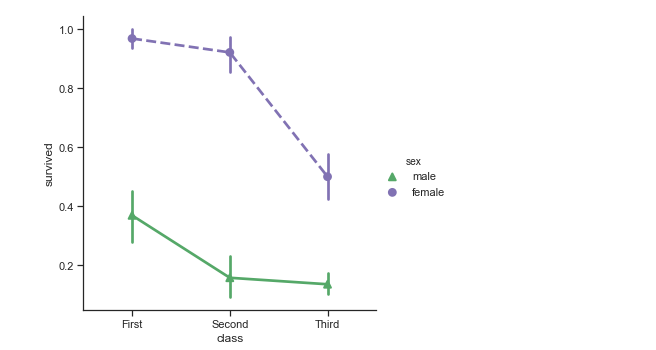 1.0
0.8
0.6
0.4
0.2
survived
First Second Third
class
sex
male
female